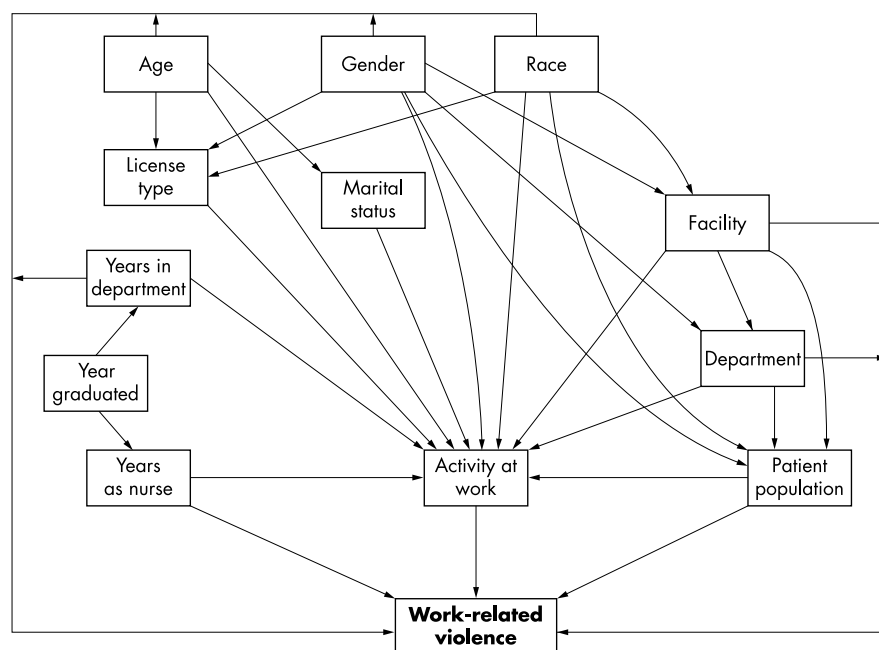 Age
Gender
Race
License
type
Marital
status
Facility
Years in
department
Department
Year
graduated
Years
as nurse
Activity at
work
Patient
population
Work-related
violence